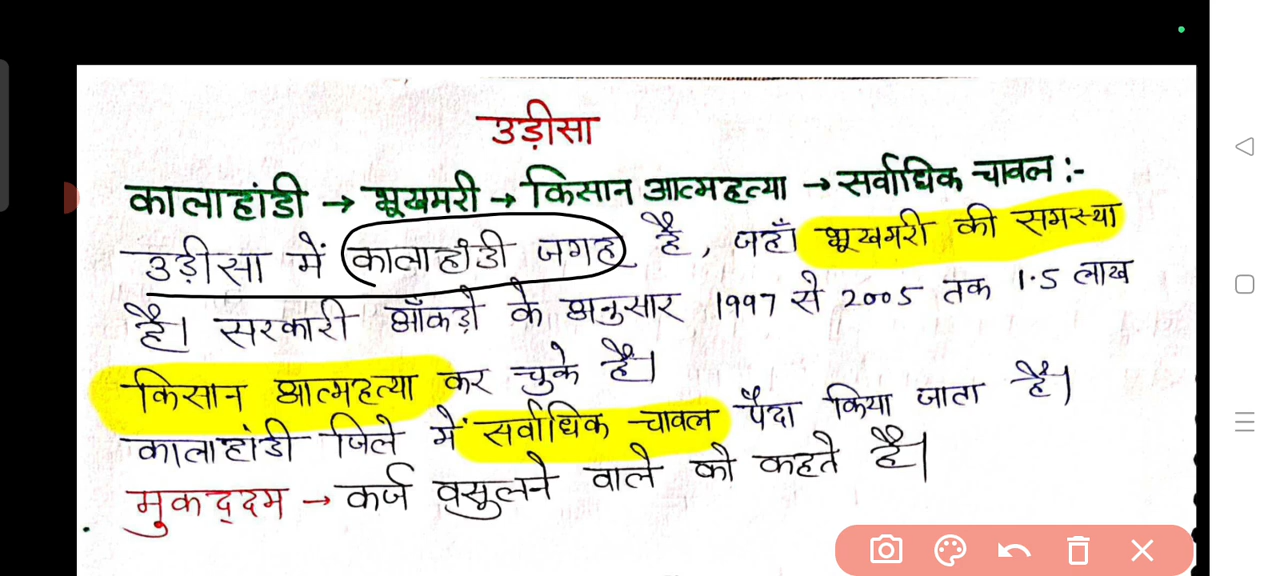 उड़ीसा
कालाहांडी → भूखमरी → किसान आत्महत्या → सर्वाधिक चावल :-
उड़ीसा में कालाहांडी जगह है , जहाँ भूखमरी की समस्या
है। सरकारी आँकड़ो के अनुसार 1997 से 2005 तक 1.5 लाख
किसान आत्महत्या कर चुके है।
कालाहांडी जिले में सर्वाधिक चावल पैदा किया जाता है।
मुकद्दम → कर्ज वसूलने वाले को कहते है।